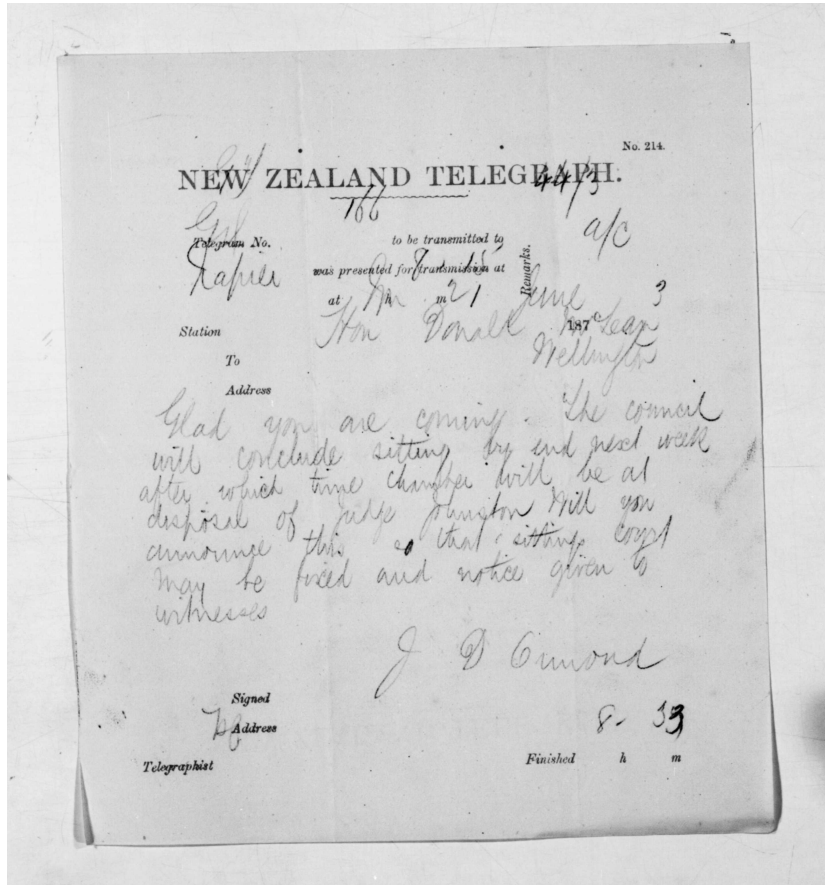 No. 214.
NEW ZEALAND TELEGRAPH.
44/3
166
Telegram No. to be transmitted to
a/c
Napier was presented for transmission at
Remarks.
at h m 21 June 3
Station Hon Donald McLean 187
To Wellington
Address
Glad you are coming. The council
will conclude sitting by end next week
after which time chamber will be at
disposal of judge Johnston Will you
announce this so that sittings court
may be fixed and notice given to
witnesses
J D Ormond
Signed
Address 8- 33
Telegraphist Finished h m